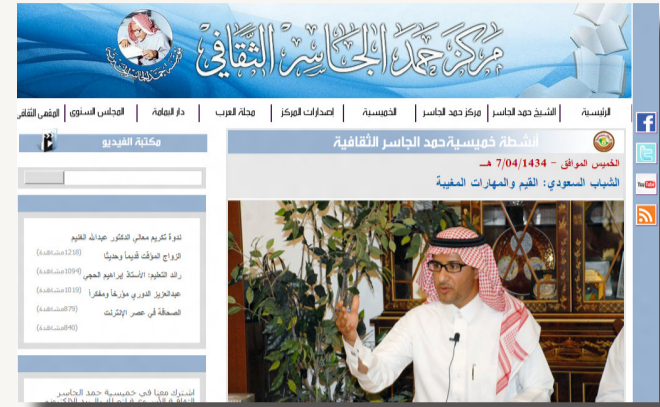 مركز حمد الجاسر الثقافي
الرئيسية
الشيخ حمد الجاسر
مركز حمد الجاسر
الخميسية
إصدارات المركز
مجلة العرب
دار اليمامة
المجلس السنوي
المقهى الثقافي
أنشطة خميسية حمد الجاسر الثقافية
الخميس الموافق - 7/04/1434 هـ
الشباب السعودي: القيم والمهارات المغيبة
مكتبة الفيديو
ندوة تكريم معالي الدكتور عبدالله الغنيم
(1218مشاهدة)
الزواج المؤقت قديماً وحديثاً
(1094مشاهدة)
رائد التعليم: الأستاذ إبراهيم الحجي
(1019مشاهدة)
عبدالعزيز الدوري مؤرخاً ومفكراً
(879مشاهدة)
الصحافة في عصر الإنترنت
(840مشاهدة)
اشترك معنا في خميسية حمد الجاسر
You Tube